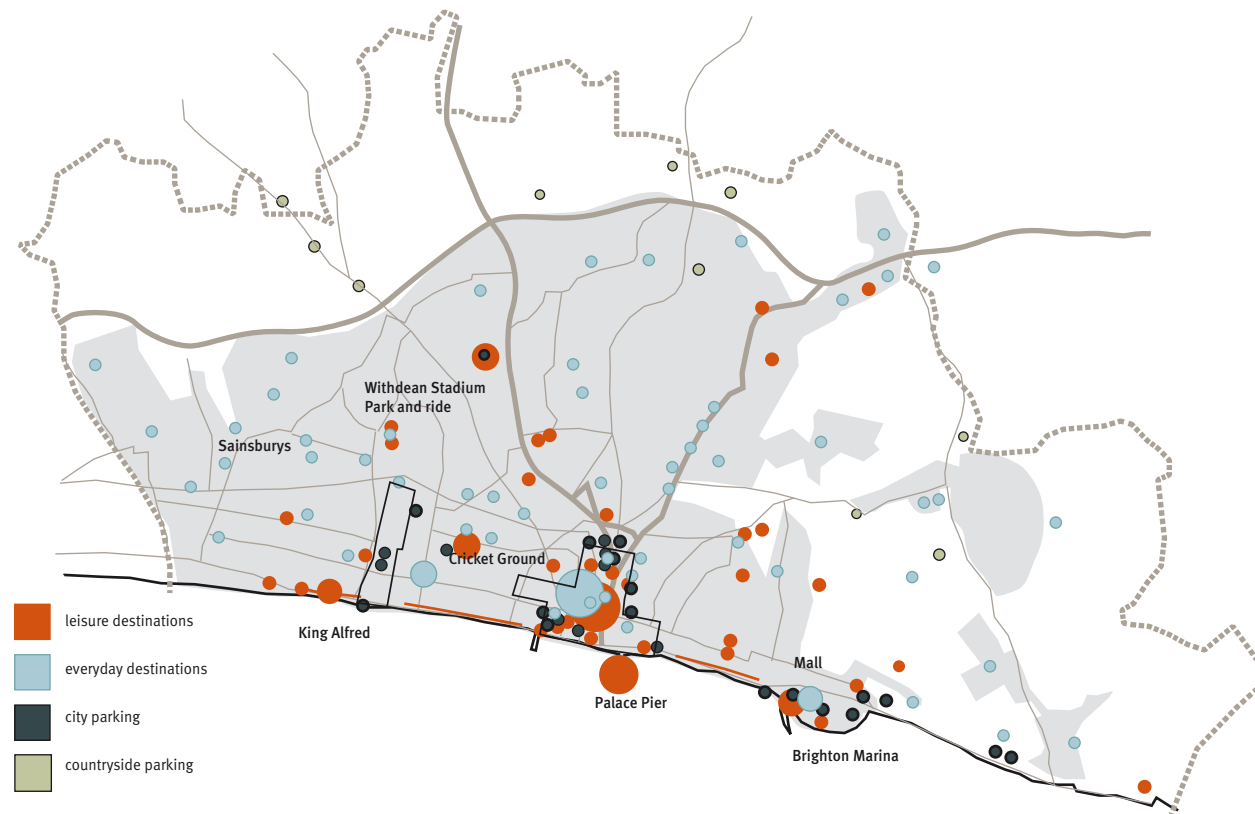 Withdean Stadium
Park and ride
Sainsburys
Cricket Ground
King Alfred
Palace Pier
Mall
Brighton Marina
leisure destinations
everyday destinations
city parking
countryside parking